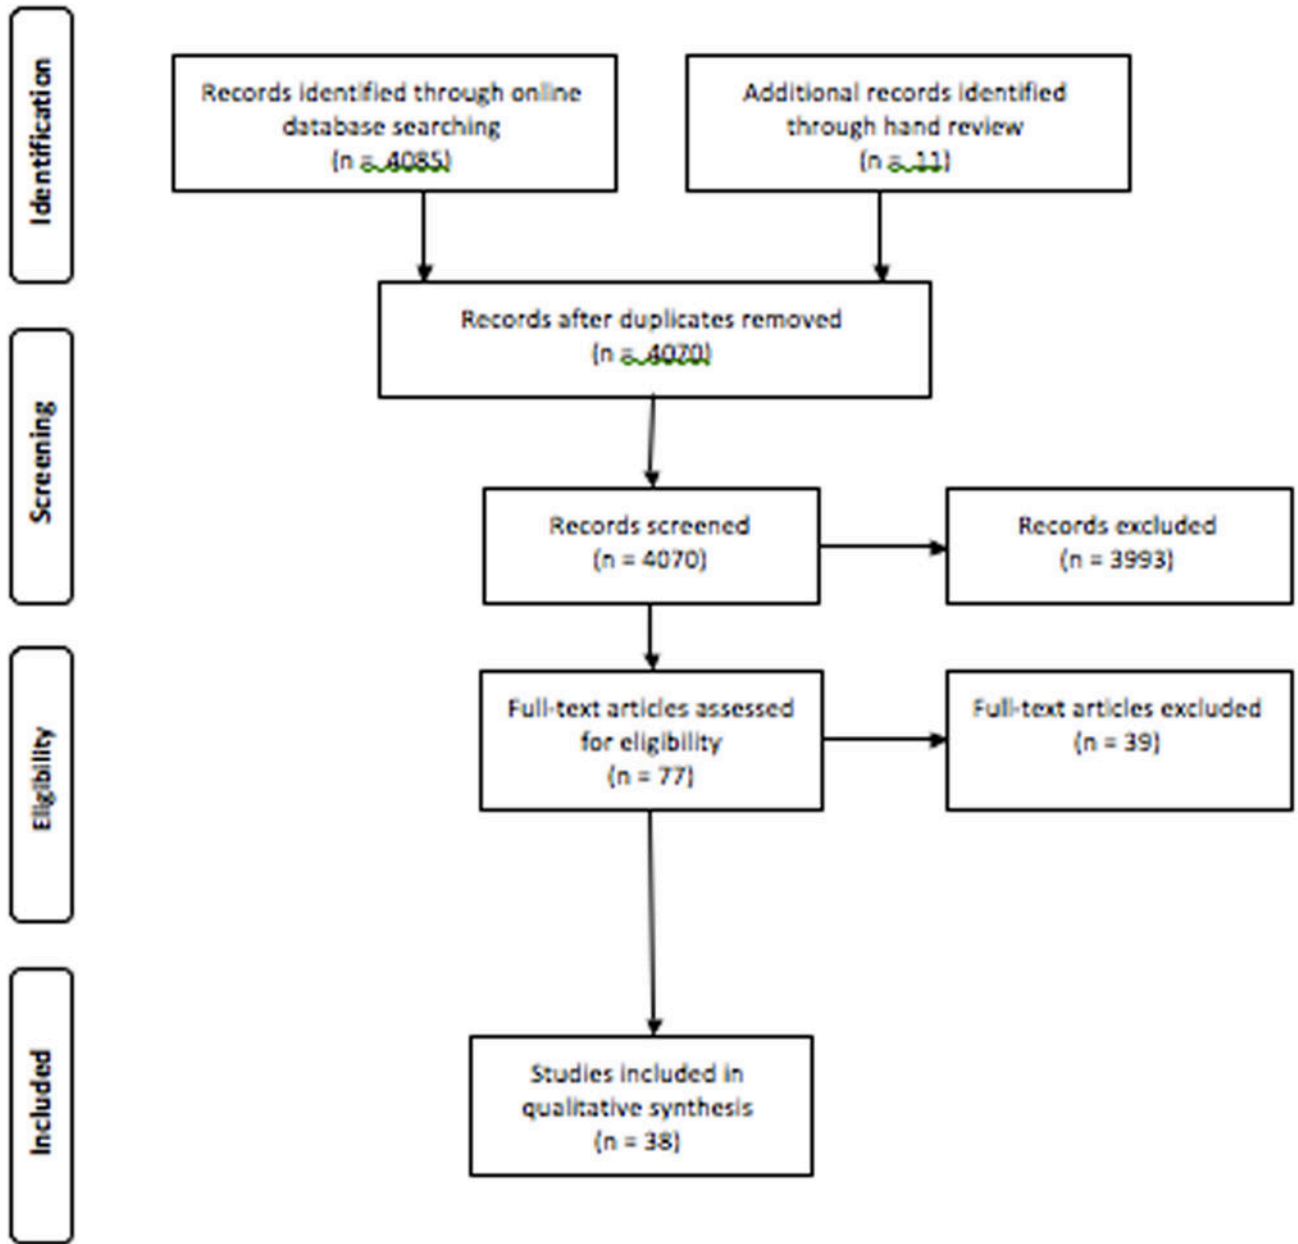 Identification
Records identified through online
database searching
(n = 4085)
Additional records identified
through hand review
(n = 11)
Records after duplicates removed
(n = 4070)
Screening
Records screened
(n = 4070)
Records excluded
(n = 3993)
Eligibility
Full-text articles assessed
for eligibility
(n = 77)
Full-text articles excluded
(n = 39)
Included
Studies included in
qualitative synthesis
(n = 38)